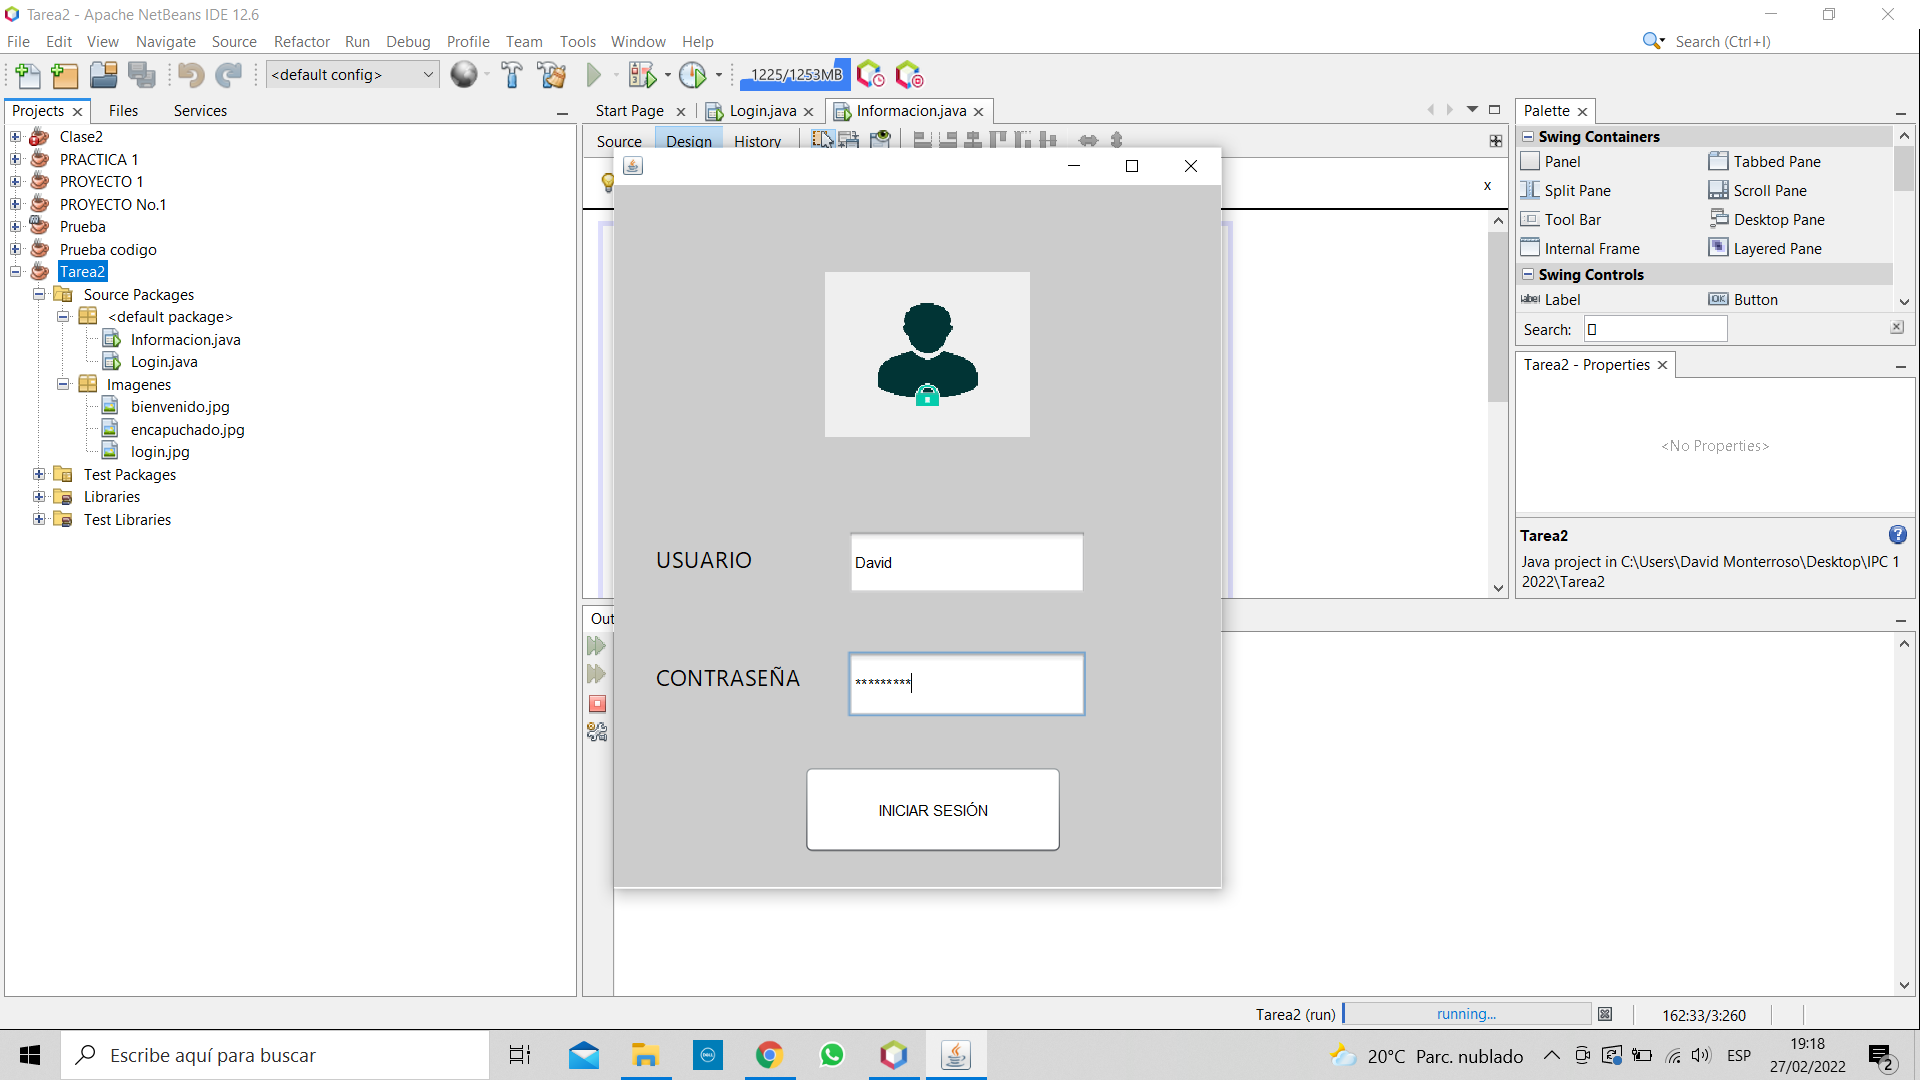 Tarea2 - Apache NetBeans IDE 12.6
File Edit View Navigate Source Refactor Run Debug Profile Team Tools Window Help
Search (Ctrl+I)
<default config>
1225/1253MB
Projects Files Services
Clase2
PRACTICA 1
PROYECTO 1
PROYECTO No.1
Prueba
Prueba codigo
Tarea2
Source Packages
<default package>
Informacion.java
Login.java
Imagenes
bienvenido.jpg
encapuchado.jpg
login.jpg
Test Packages
Libraries
Test Libraries
Start Page Login.java Informacion.java
Source Design History
x
USUARIO
David
CONTRASEÑA
*********
INICIAR SESIÓN
Out
Palette
Swing Containers
Panel Tabbed Pane
Split Pane Scroll Pane
Tool Bar Desktop Pane
Internal Frame Layered Pane
Swing Controls
label Label OK Button
Search:
Tarea2 - Properties
<No Properties>
Tarea2
Java project in C:\Users\David Monterroso\Desktop\IPC 1
2022\Tarea2
Tarea2 (run) running... 162:33/3:260
Escribe aquí para buscar
DELL
20°C Parc. nublado
ESP
19:18
27/02/2022
2